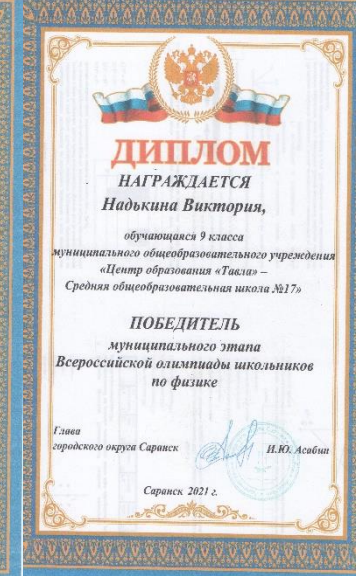 ДИПЛОМ
НАГРАЖДАЕТСЯ
Надькина Виктория,
обучающаяся 9 класса
муниципального общеобразовательного учреждения
«Центр образования «Тавла» –
Средняя общеобразовательная школа №17»
ПОБЕДИТЕЛЬ
муниципального этапа
Всероссийской олимпиады школьников
по физике
Глава
городского округа Саранск
И.Ю. Асабин
Саранск 2021 г.